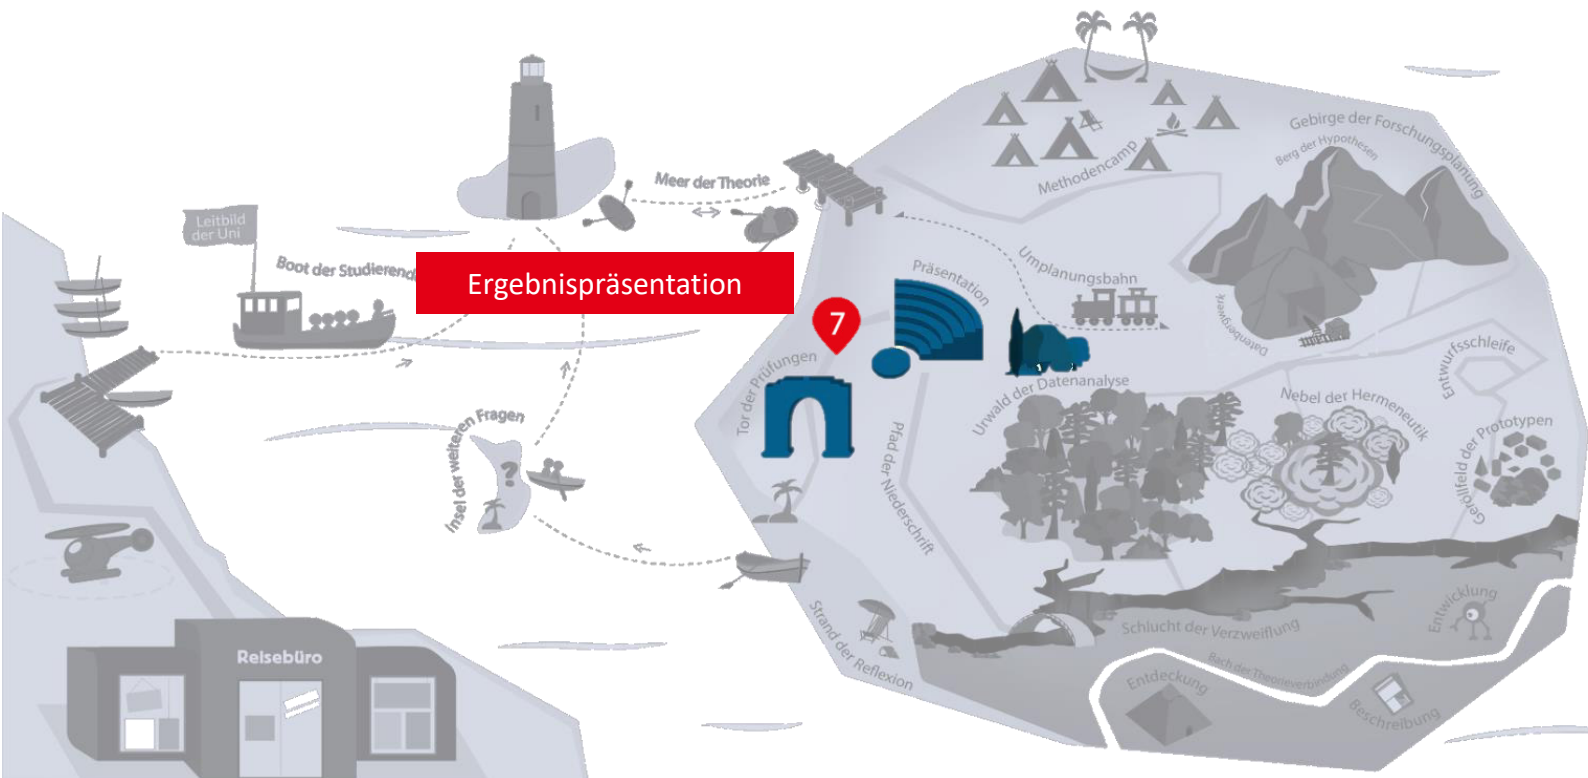 Gebirge der Forschungsplanung
Berg der Hypothesen
Methodencamp
Meer der Theorie
Leitbild
der Uni
Boot der Studierend
Ergebnispräsentation
Präsentation
Umplanungsbahn
7
Datenbergwerk
Tor der Prüfungen
Entwurfsschleife
Urwald der Datenanalyse
Nebel der Hermeneutik
Insel der weiteren Fragen
?
Pfad der Niederschrift
Geröllfeld der Prototypen
Strand der Reflexion
Schlucht der Verzweiflung
Entwicklung
Bach der Theorieverbindung
Entdeckung
Beschreibung
Reisebüro